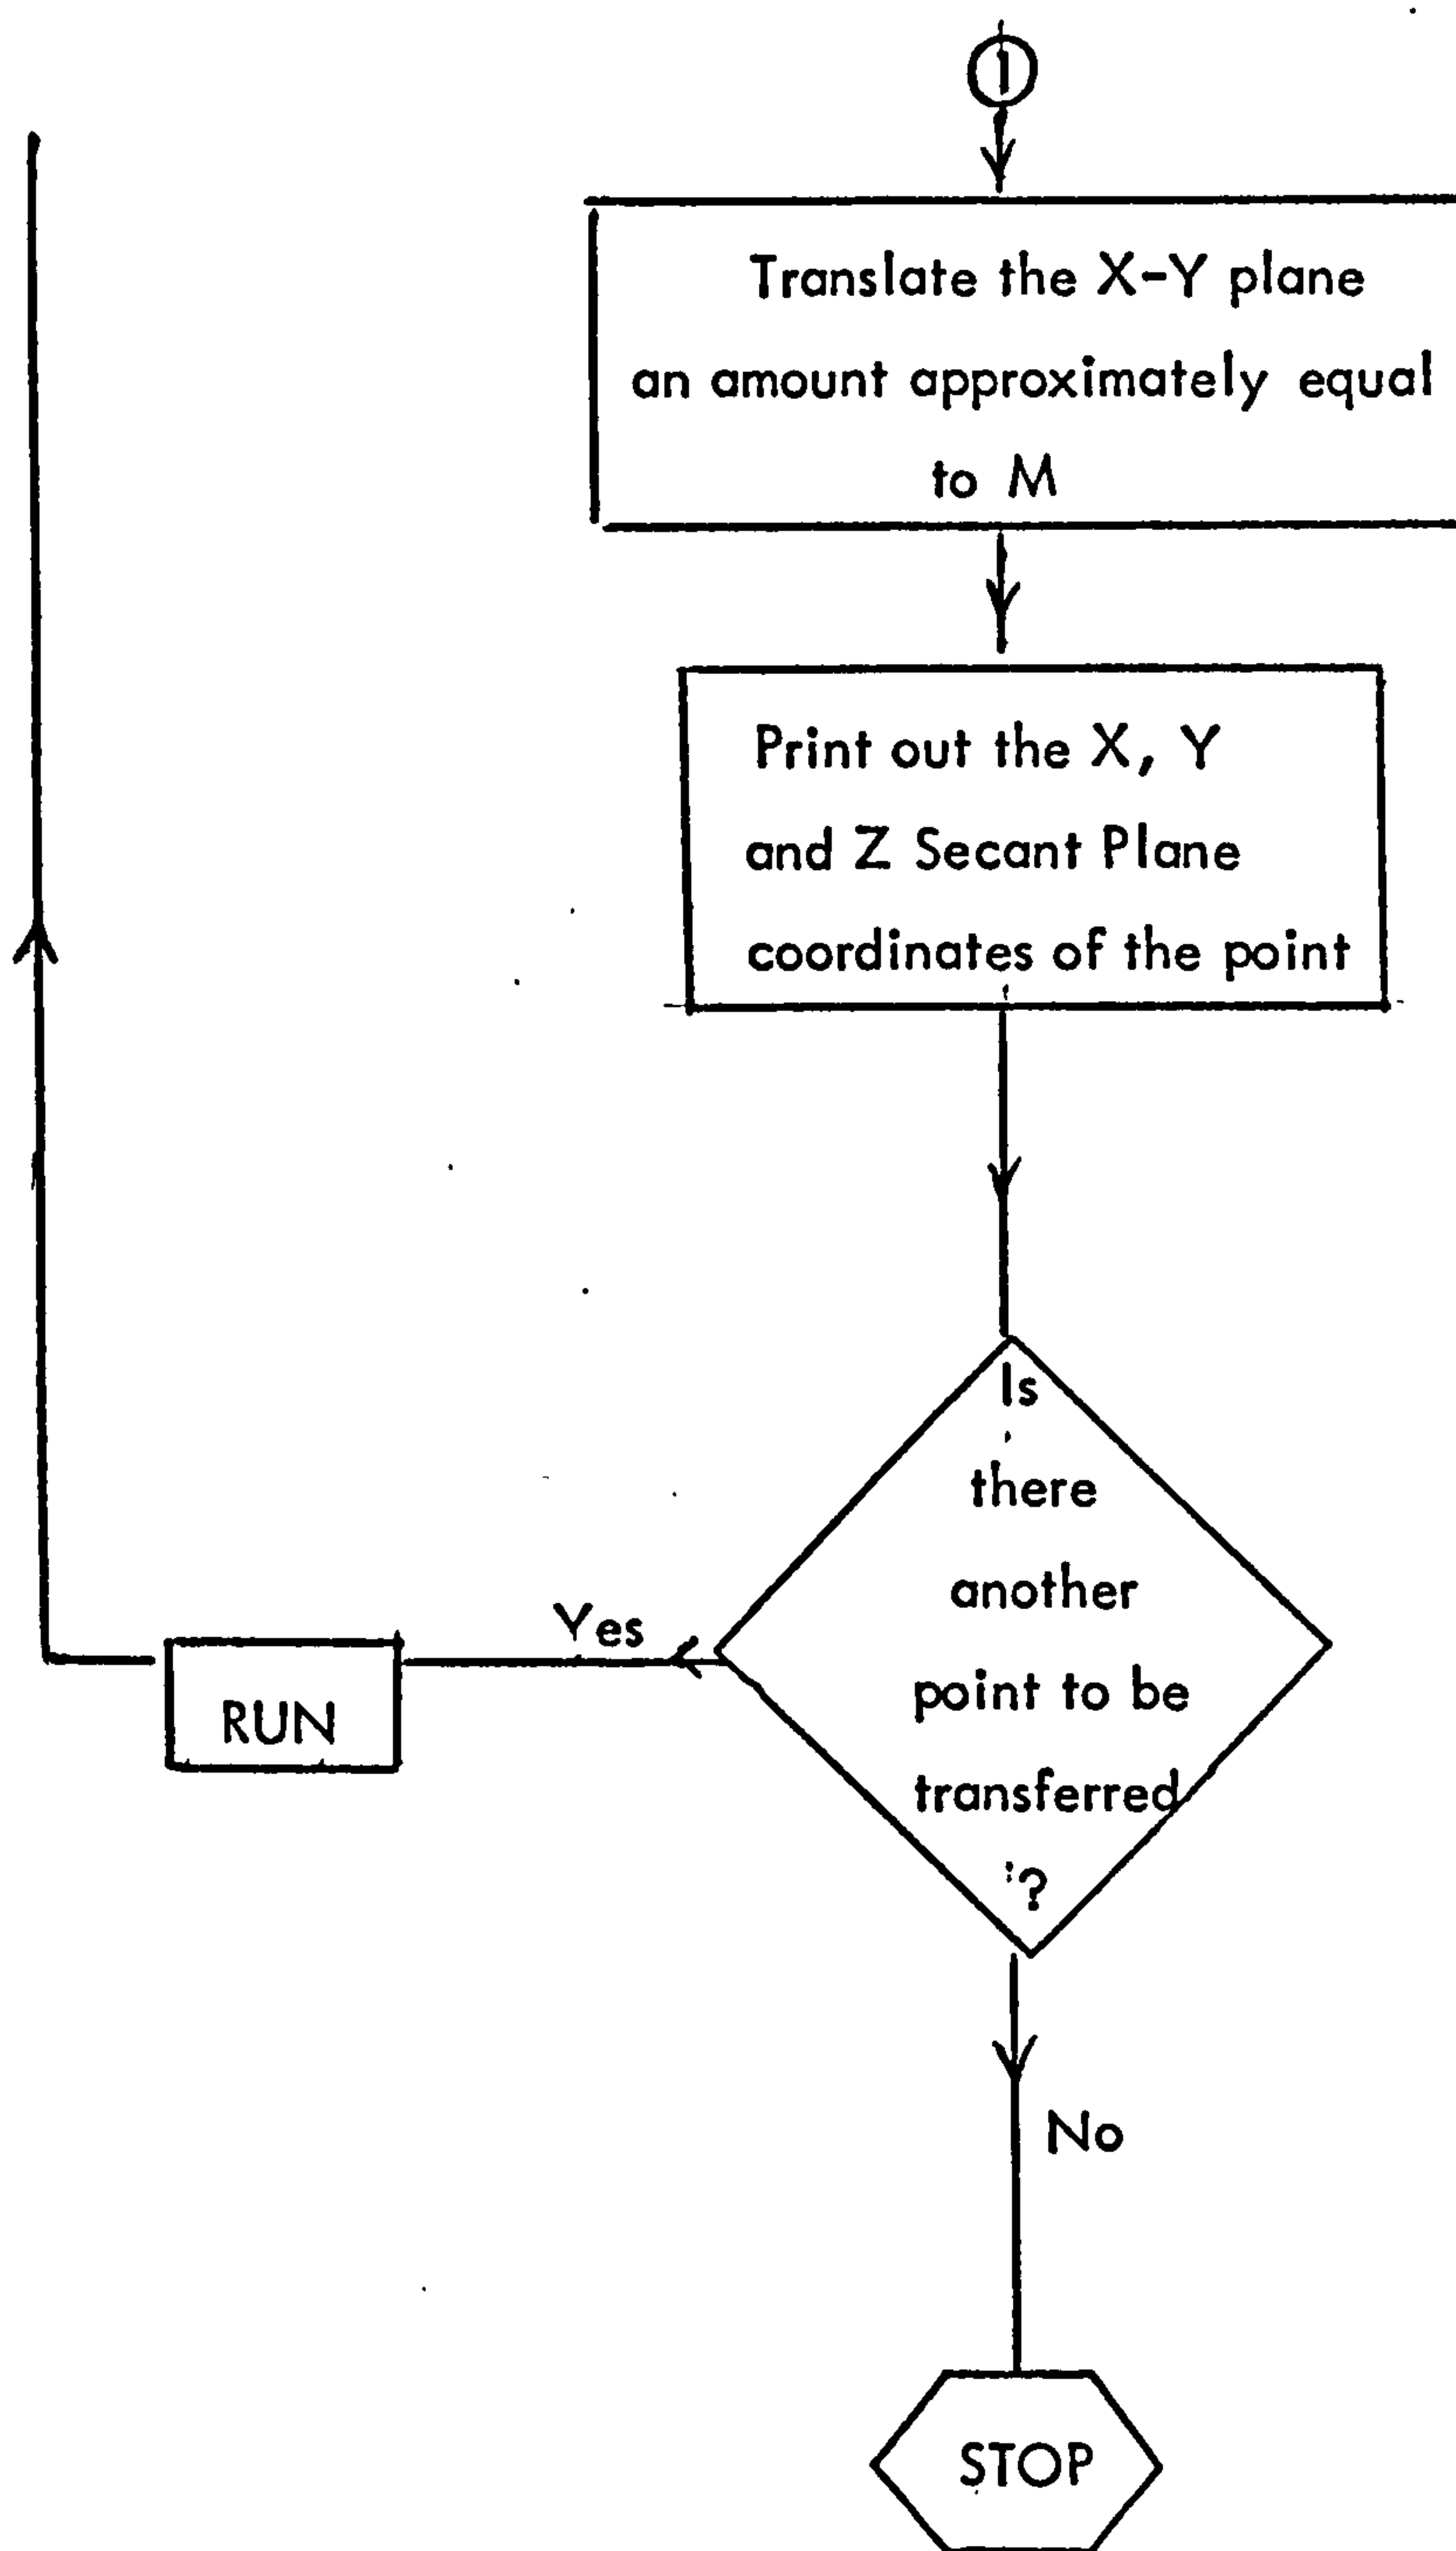 1
Translate the X-Y plane
an amount approximately equal
to M
Print out the X, Y
and Z Secant Plane
coordinates of the point
Is
there
another
point to be
transferred
?
Yes
RUN
No
STOP